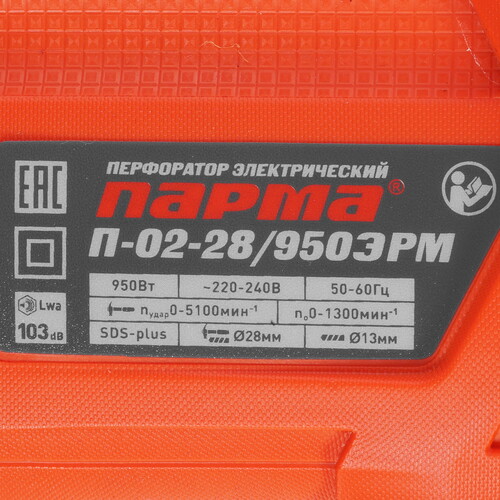 EAC
ПЕРФОРАТОР ЭЛЕКТРИЧЕСКИЙ
ПАРМА®
П-02-28/950ЭРМ
950Вт ~220-240В 50-60Гц
nудар0-5100мин⁻¹ n₀0-1300мин⁻¹
SDS-plus Ø28мм Ø13мм
Lwa
103dB